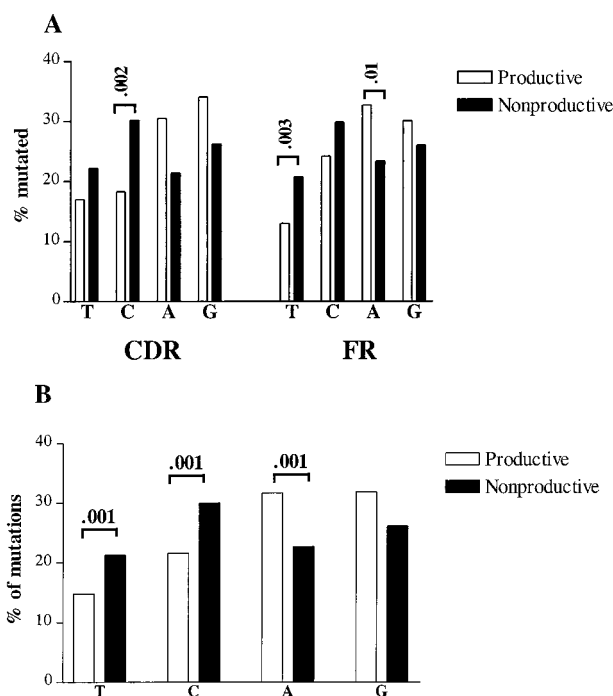 A
40
30
20
10
0
% mutated
.002
.003
.01
Productive
Nonproductive
T C A G T C A G
CDR FR
B
40
30
20
10
0
% of mutations
.001
.001
.001
Productive
Nonproductive
T C A G